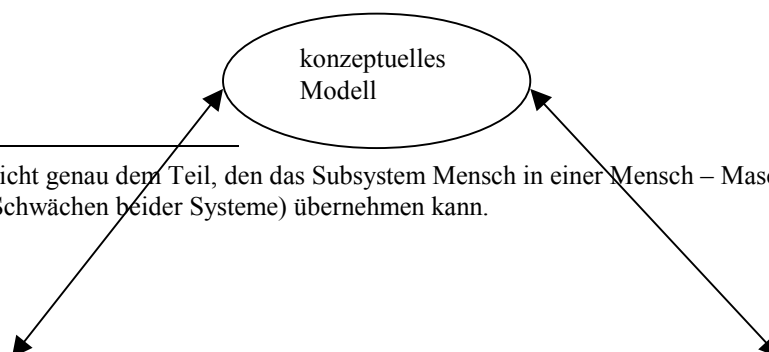 konzeptuelles
Modell
icht genau dem Teil, den das Subsystem Mensch in einer Mensch – Masc
Schwächen beider Systeme) übernehmen kann.